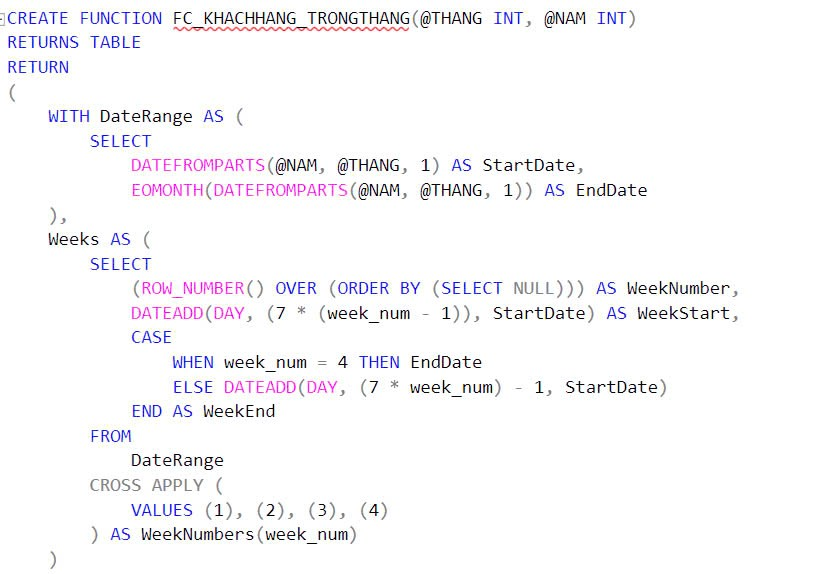 CREATE FUNCTION FC_KHACHHANG_TRONGTHANG(@THANG INT, @NAM INT)
RETURNS TABLE
RETURN
(
    WITH DateRange AS (
        SELECT
            DATEFROMPARTS(@NAM, @THANG, 1) AS StartDate,
            EOMONTH(DATEFROMPARTS(@NAM, @THANG, 1)) AS EndDate
    ),
    Weeks AS (
        SELECT
            (ROW_NUMBER() OVER (ORDER BY (SELECT NULL))) AS WeekNumber,
            DATEADD(DAY, (7 * (week_num - 1)), StartDate) AS WeekStart,
            CASE
                WHEN week_num = 4 THEN EndDate
                ELSE DATEADD(DAY, (7 * week_num) - 1, StartDate)
            END AS WeekEnd
        FROM
            DateRange
        CROSS APPLY (
            VALUES (1), (2), (3), (4)
        ) AS WeekNumbers(week_num)
    )